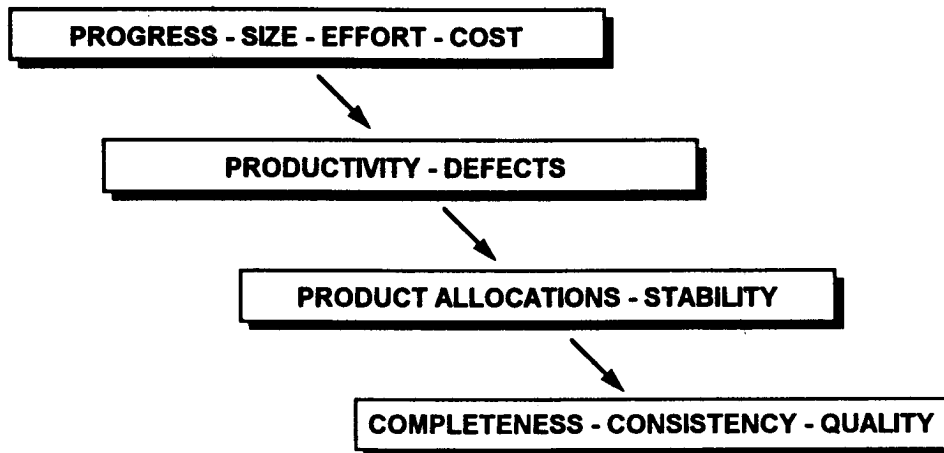 PROGRESS - SIZE - EFFORT - COST
PRODUCTIVITY - DEFECTS
PRODUCT ALLOCATIONS - STABILITY
COMPLETENESS - CONSISTENCY - QUALITY